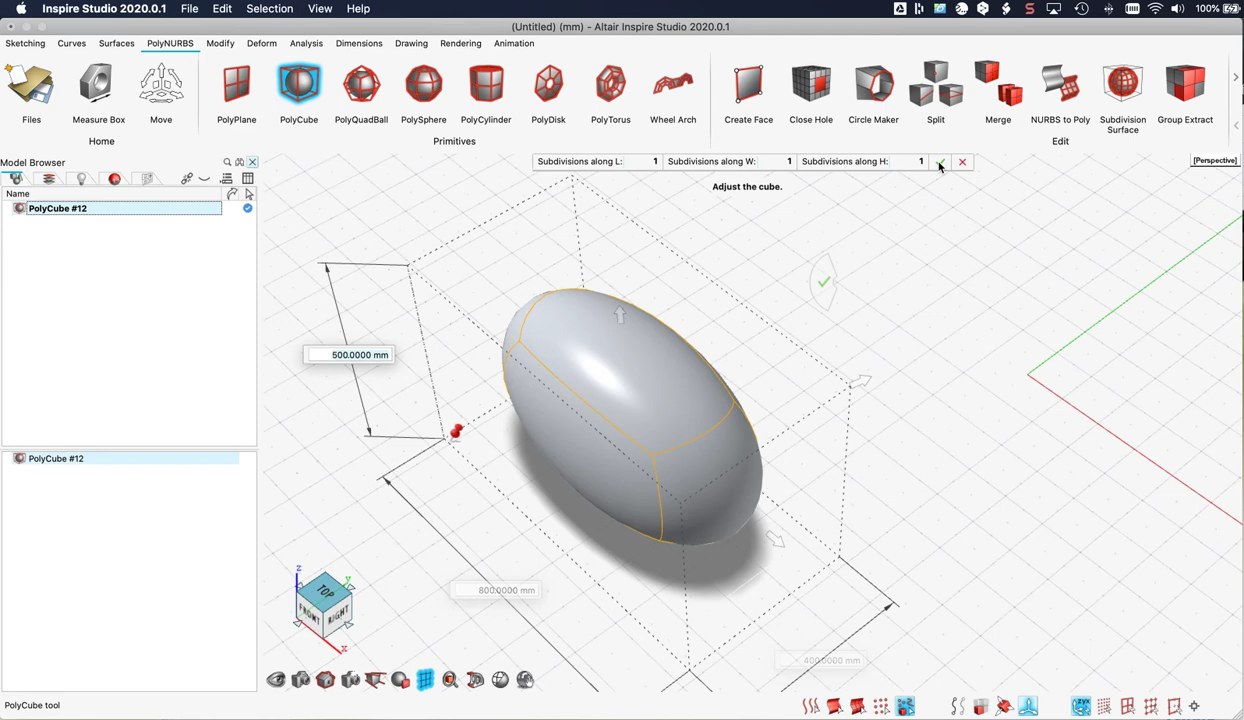 Inspire Studio 2020.0.1 File Edit Selection View Help 100%
(Untitled) (mm) - Altair Inspire Studio 2020.0.1
Sketching Curves Surfaces PolyNURBS Modify Deform Analysis Dimensions Drawing Rendering Animation
Files Measure Box Move PolyPlane PolyCube PolyQuadBall PolySphere PolyCylinder PolyDisk PolyTorus Wheel Arch Create Face Close Hole Circle Maker Split Merge NURBS to Poly Subdivision Surface Group Extract
Home Primitives Edit
Model Browser
Subdivisions along L: 1 Subdivisions along W: 1 Subdivisions along H: 1
[Perspective]
Adjust the cube.
Name
PolyCube #12
500.0000 mm
PolyCube #12
800.0000 mm
400.0000 mm
TOP
FRONT RIGHT
Z
Y
X
PolyCube tool